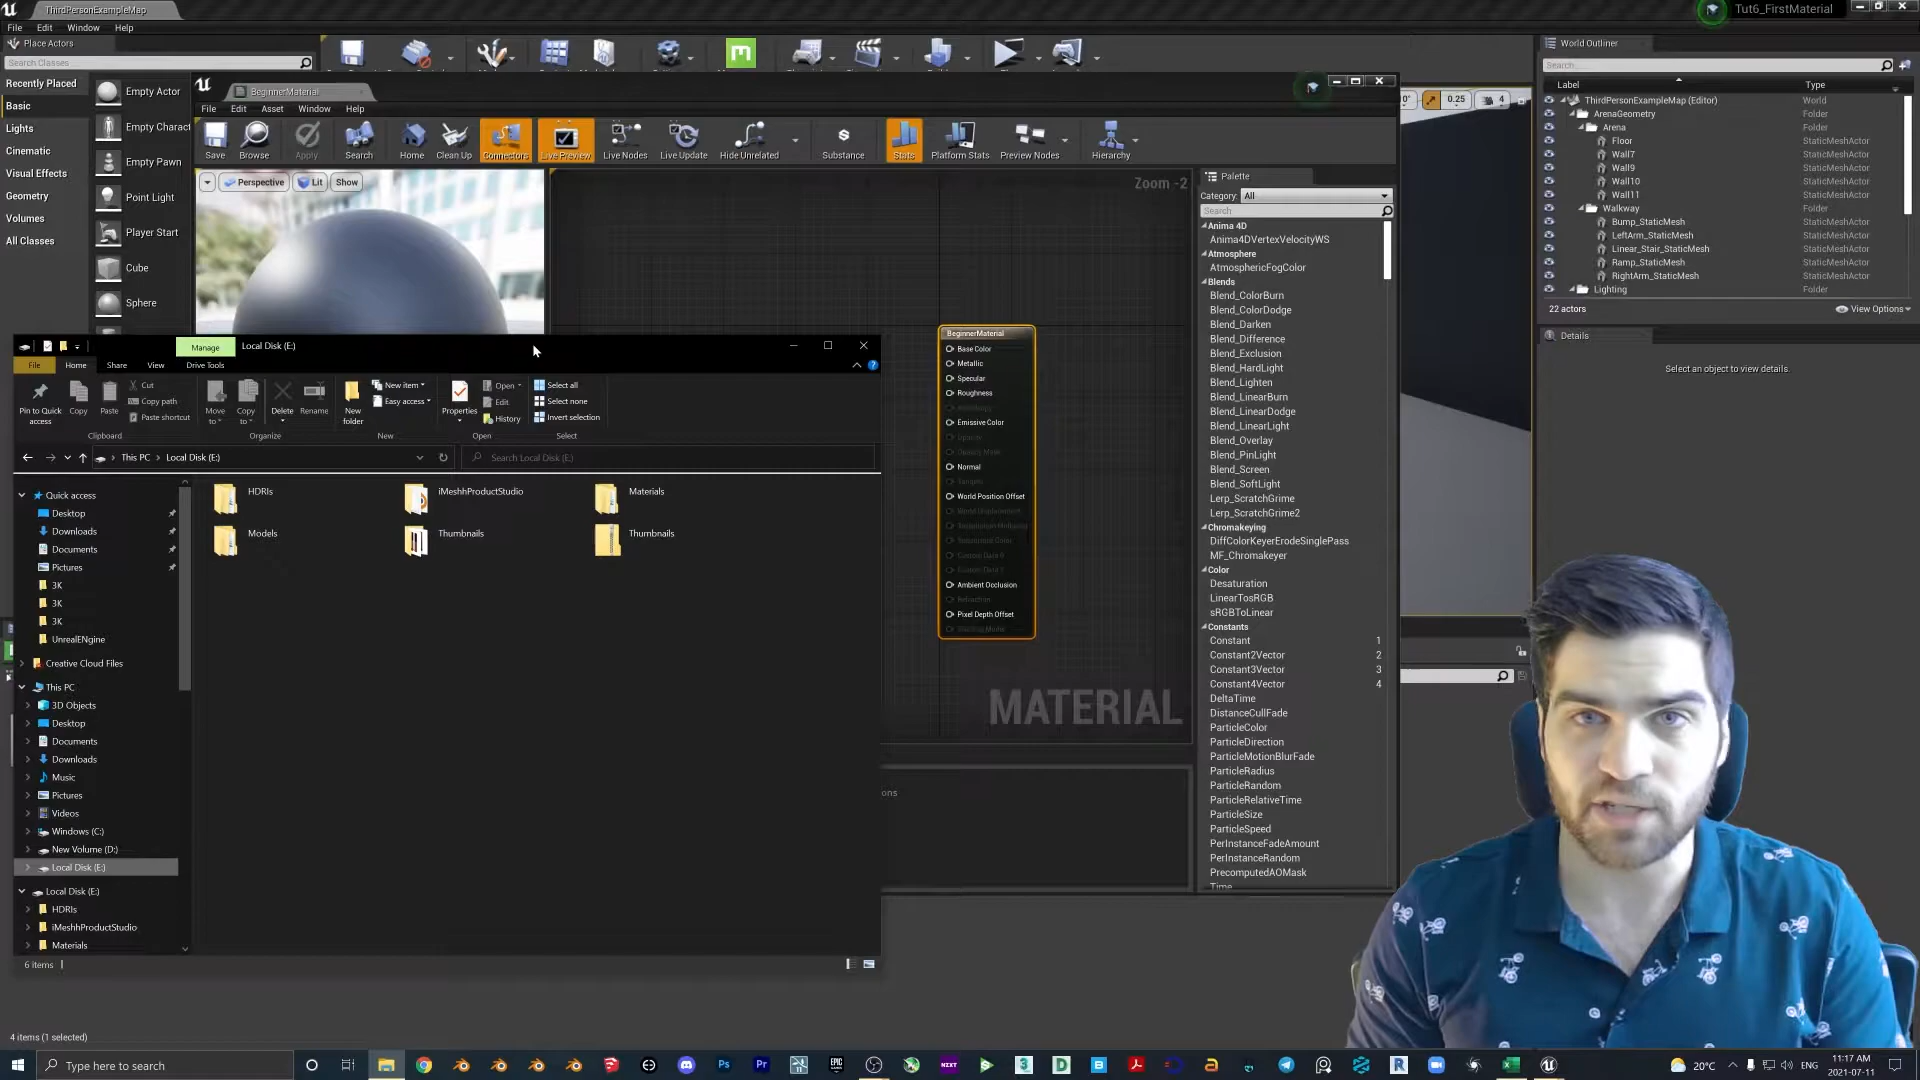 ThirdPersonExampleMap
Tut6_FirstMaterial
File Edit Window Help
Place Actors
World Outliner
Search Classes
Search...
Label Type
Recently Placed
Basic
Lights
Cinematic
Visual Effects
Geometry
Volumes
All Classes
Empty Actor
Empty Charact
Empty Pawn
Point Light
Player Start
Cube
Sphere
BeginnerMaterial
File Edit Asset Window Help
Save Browse Apply Search Home Clean Up Connectors Live Preview Live Nodes Live Update Hide Unrelated Substance Stats Platform Stats Preview Nodes Hierarchy
0.25 4
Perspective Lit Show
Zoom -2
Palette
Category: All
Search
Anima 4D
Anima4DVertexVelocityWS
Atmosphere
AtmosphericFogColor
Blends
Blend_ColorBurn
Blend_ColorDodge
Blend_Darken
Blend_Difference
Blend_Exclusion
Blend_HardLight
Blend_Lighten
Blend_LinearBurn
Blend_LinearDodge
Blend_LinearLight
Blend_Overlay
Blend_PinLight
Blend_Screen
Blend_SoftLight
Lerp_ScratchGrime
Lerp_ScratchGrime2
Chromakeying
DiffColorKeyerErodeSinglePass
MF_Chromakeyer
Color
Desaturation
LinearTosRGB
sRGBToLinear
Constants
Constant 1
Constant2Vector 2
Constant3Vector 3
Constant4Vector 4
DeltaTime
DistanceCullFade
ParticleColor
ParticleDirection
ParticleMotionBlurFade
ParticleRadius
ParticleRandom
ParticleRelativeTime
ParticleSize
ParticleSpeed
PerInstanceFadeAmount
PerInstanceRandom
PrecomputedAOMask
Time
ThirdPersonExampleMap (Editor) World
ArenaGeometry Folder
Arena Folder
Floor StaticMeshActor
Wall7 StaticMeshActor
Wall9 StaticMeshActor
Wall10 StaticMeshActor
Wall11 StaticMeshActor
Walkway Folder
Bump_StaticMesh StaticMeshActor
LeftArm_StaticMesh StaticMeshActor
Linear_Stair_StaticMesh StaticMeshActor
Ramp_StaticMesh StaticMeshActor
RightArm_StaticMesh StaticMeshActor
Lighting Folder
22 actors View Options
Details
Select an object to view details.
BeginnerMaterial
Base Color
Metallic
Specular
Roughness
Emissive Color
Normal
World Position Offset
Ambient Occlusion
Pixel Depth Offset
MATERIAL
ons
Manage Local Disk (E:)
File Home Share View Drive Tools
Pin to Quick access
Copy
Paste
Cut
Copy path
Paste shortcut
Move to
Copy to
Delete
Rename
New folder
New item
Easy access
Properties
Open
Edit
History
Select all
Select none
Invert selection
Clipboard Organize New Open Select
This PC Local Disk (E:)
Search Local Disk (E:)
Quick access
Desktop
Downloads
Documents
Pictures
3K
3K
3K
UnrealENgine
Creative Cloud Files
This PC
3D Objects
Desktop
Documents
Downloads
Music
Pictures
Videos
Windows (C:)
New Volume (D:)
Local Disk (E:)
Local Disk (E:)
HDRIs
iMeshhProductStudio
Materials
HDRIs iMeshhProductStudio Materials
Models Thumbnails Thumbnails
6 items
4 items (1 selected)
Type here to search
20°C ENG
11:17 AM
2021-07-11